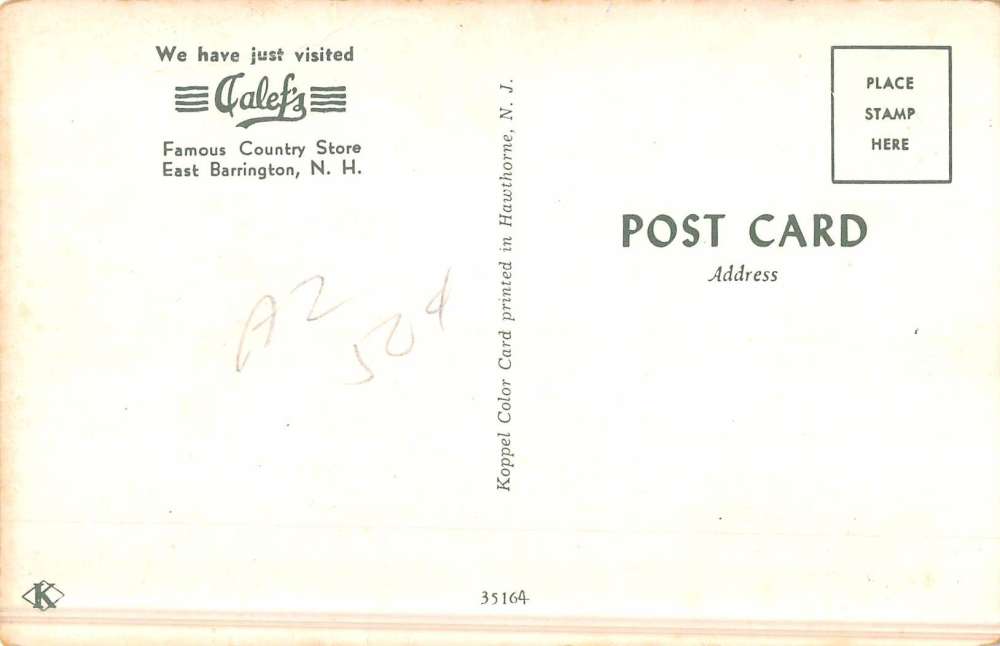 We have just visited
Calef's
Famous Country Store
East Barrington, N. H.
A2
504
Koppel Color Card printed in Hawthorne, N. J.
PLACE
STAMP
HERE
POST CARD
Address
K
35164